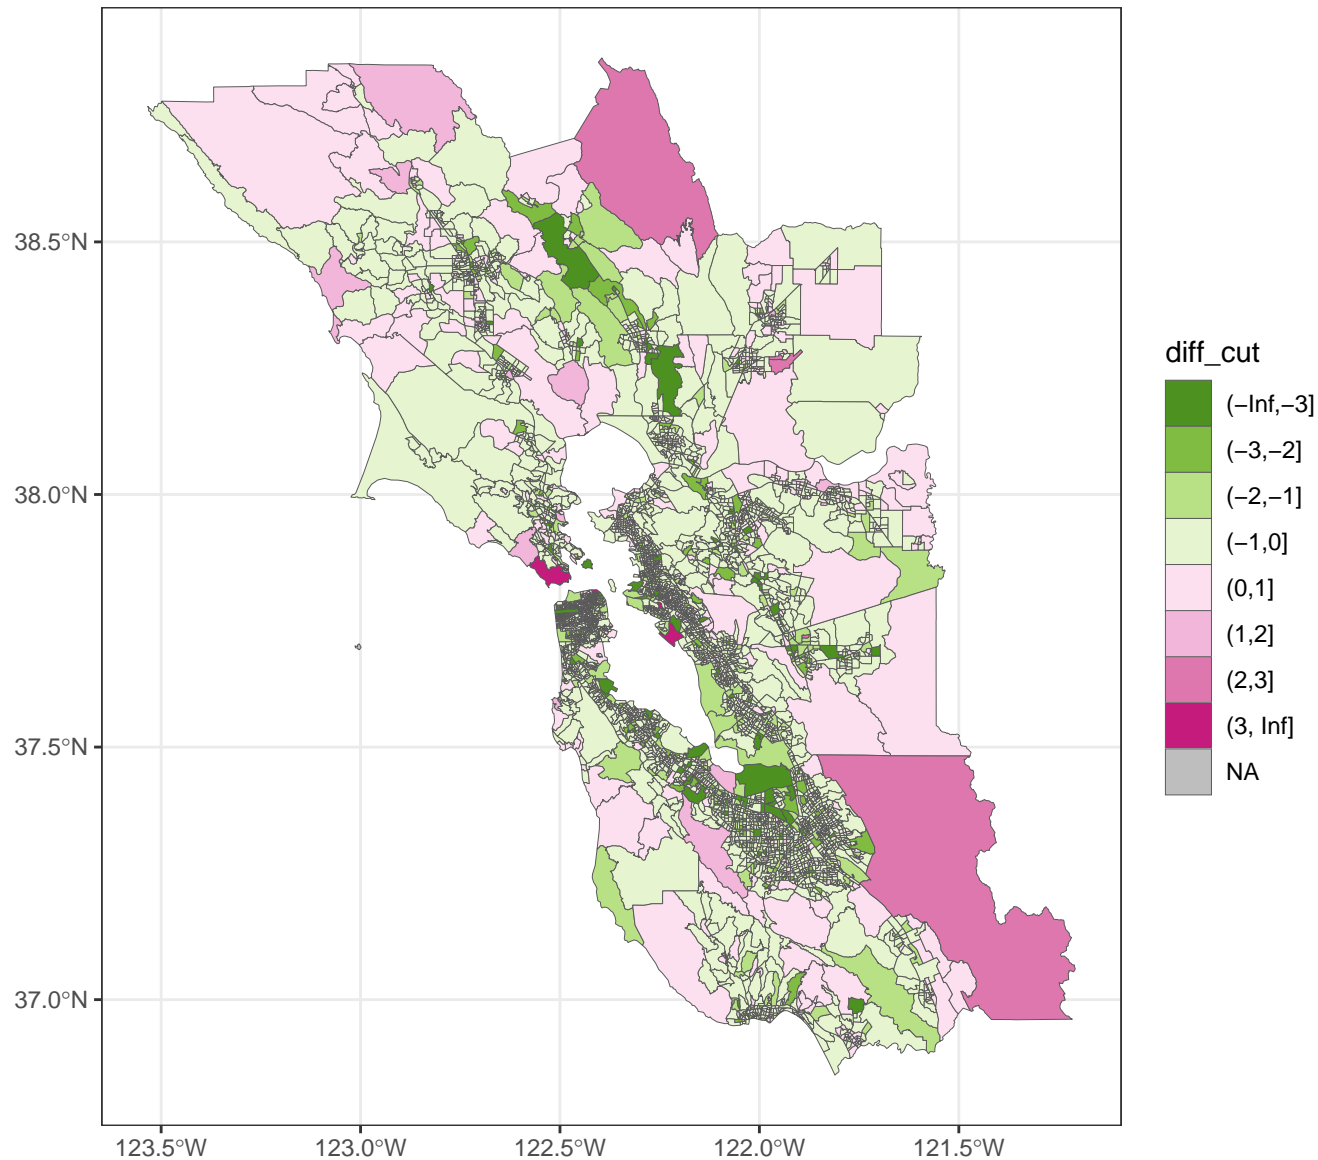 38.5°N
38.0°N
37.5°N
37.0°N
123.5°W
123.0°W
122.5°W
122.0°W
121.5°W
diff_cut
(−Inf,−3]
(−3,−2]
(−2,−1]
(−1,0]
(0,1]
(1,2]
(2,3]
(3, Inf]
NA